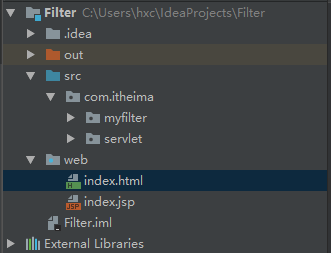 Filter C:\Users\hxc\IdeaProjects\Filter
.idea
out
src
com.itheima
myfilter
servlet
web
index.html
index.jsp
Filter.iml
External Libraries